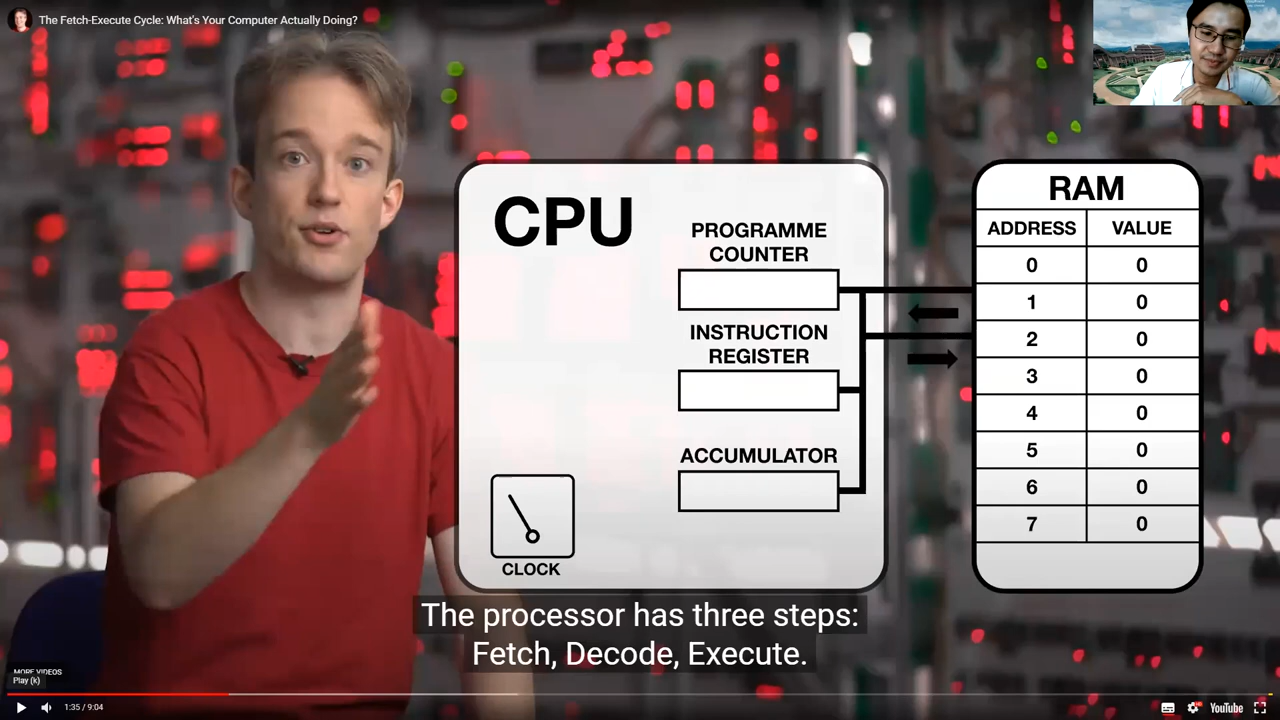 The Fetch-Execute Cycle: What's Your Computer Actually Doing?
CPU
PROGRAMME
COUNTER
INSTRUCTION
REGISTER
ACCUMULATOR
CLOCK
RAM
ADDRESS VALUE
0 0
1 0
2 0
3 0
4 0
5 0
6 0
7 0
The processor has three steps:
Fetch, Decode, Execute.
MORE VIDEOS
Play (k)
1:35 / 9:04
YouTube